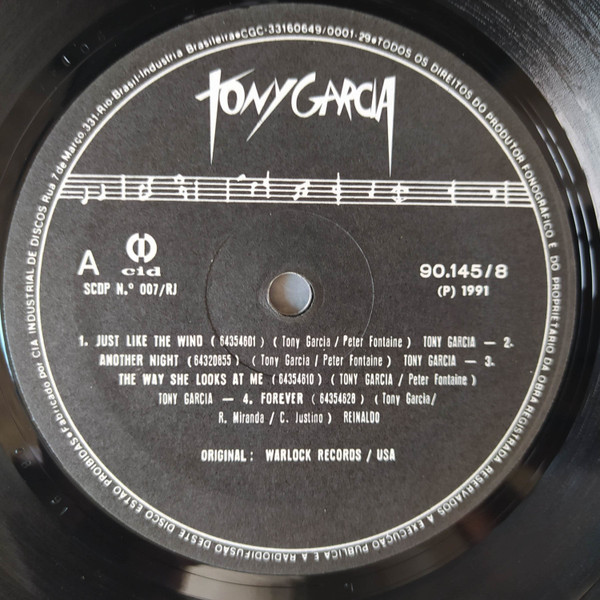 TONY GARCIA
A
cid
SCDP N.º 007/RJ
90.145/8
(P) 1991
1. JUST LIKE THE WIND ( 64354601 ) ( Tony Garcia / Peter Fontaine ) TONY GARCIA — 2.
ANOTHER NIGHT ( 64320655 ) ( Tony Garcia / Peter Fontaine ) TONY GARCIA — 3.
THE WAY SHE LOOKS AT ME ( 64354610 ) ( TONY GARCIA / Peter Fontaine )
TONY GARCIA — 4. FOREVER ( 64354628 ) ( Tony Garcia/
R. Miranda / C. Justino ) REINALDO
ORIGINAL: WARLOCK RECORDS / USA
Fabricado por CIA INDUSTRIAL DE DISCOS Rua 7 de Março, 331-Rio-Brasil-Industria Brasileira●CGC-33160649/0001-29●TODOS OS DIREITOS DO PRODUTOR FONOGRÁFICO E DO PROPRIETÁRIO DA OBRA REGISTRADA RESERVADOS A EXECUÇÃO PUBLICA E A RADIODIFUSÃO DESTE DISCO ESTÃO PROIBIDAS●